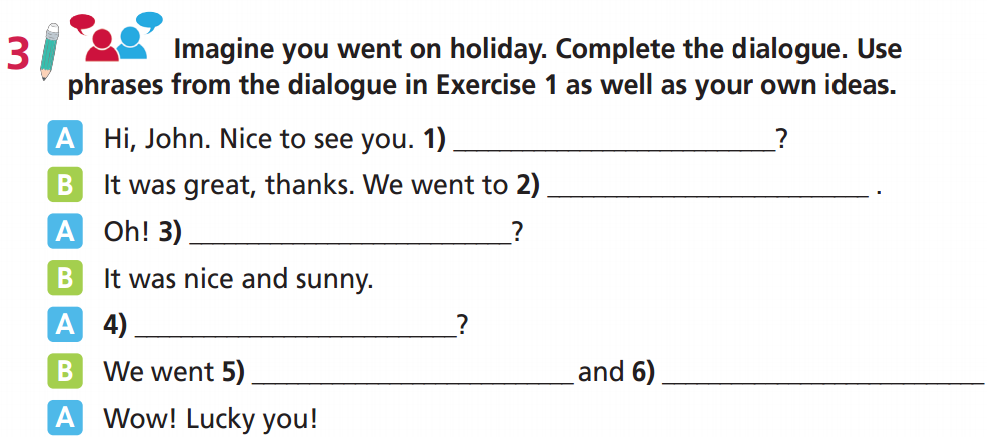 3 Imagine you went on holiday. Complete the dialogue. Use
phrases from the dialogue in Exercise 1 as well as your own ideas.
A Hi, John. Nice to see you. 1) ______________________?
B It was great, thanks. We went to 2) ______________________ .
A Oh! 3) ______________________?
B It was nice and sunny.
A 4) ______________________?
B We went 5) ______________________ and 6) ______________________
A Wow! Lucky you!